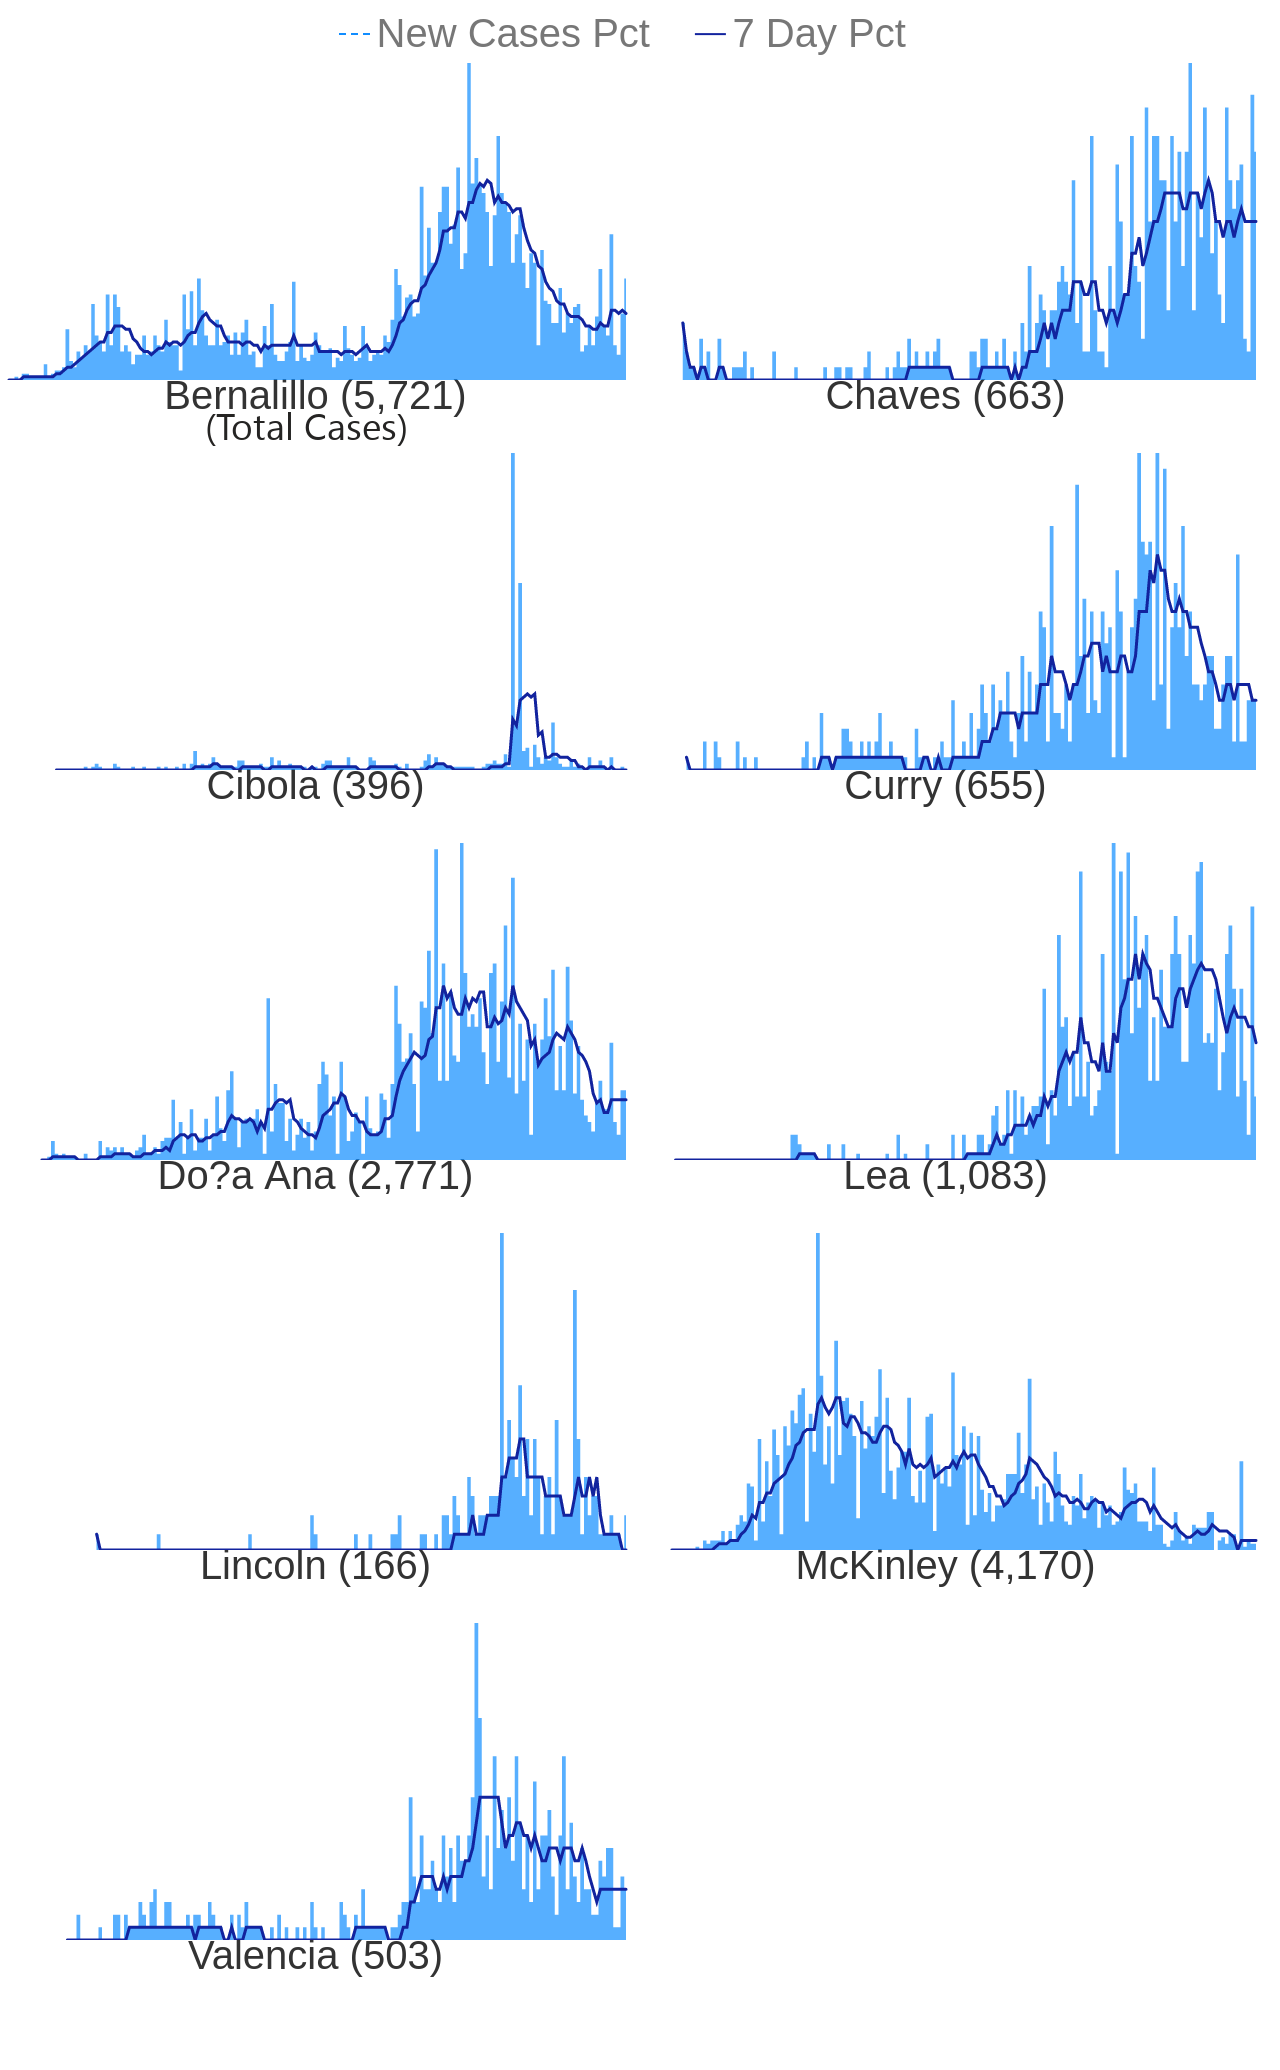 New Cases Pct 7 Day Pct
Bernalillo (5,721)
(Total Cases)
Chaves (663)
Cibola (396)
Curry (655)
Do?a Ana (2,771)
Lea (1,083)
Lincoln (166)
McKinley (4,170)
Valencia (503)